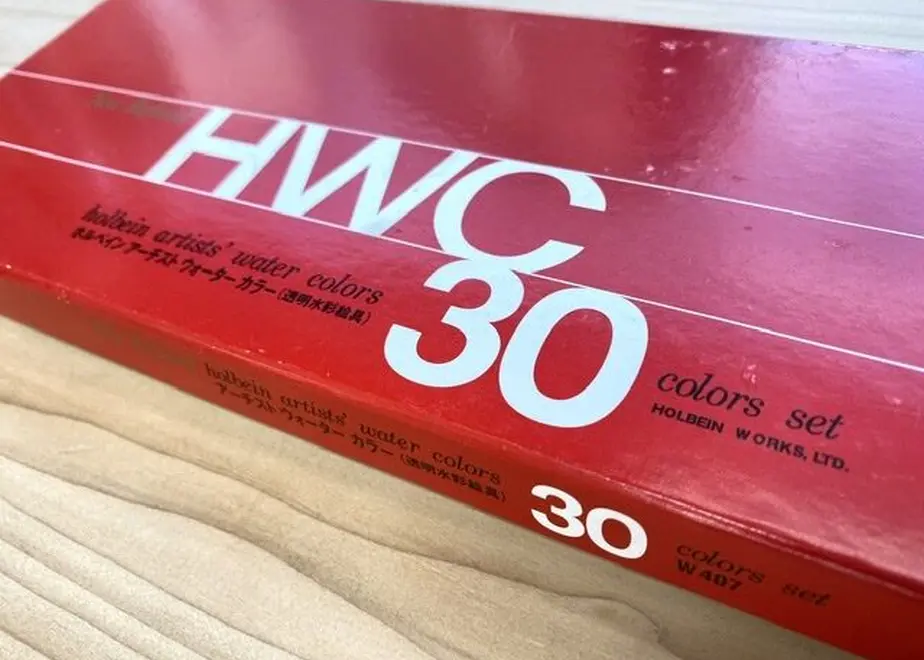 HWC
holbein artists' water colors
ホルベイン アーチスト ウォーター カラー (透明水彩絵具)
30
colors set
HOLBEIN WORKS, LTD.
holbein artists' water colors
アーチスト ウォーター カラー (透明水彩絵具)
30
colors set
W407